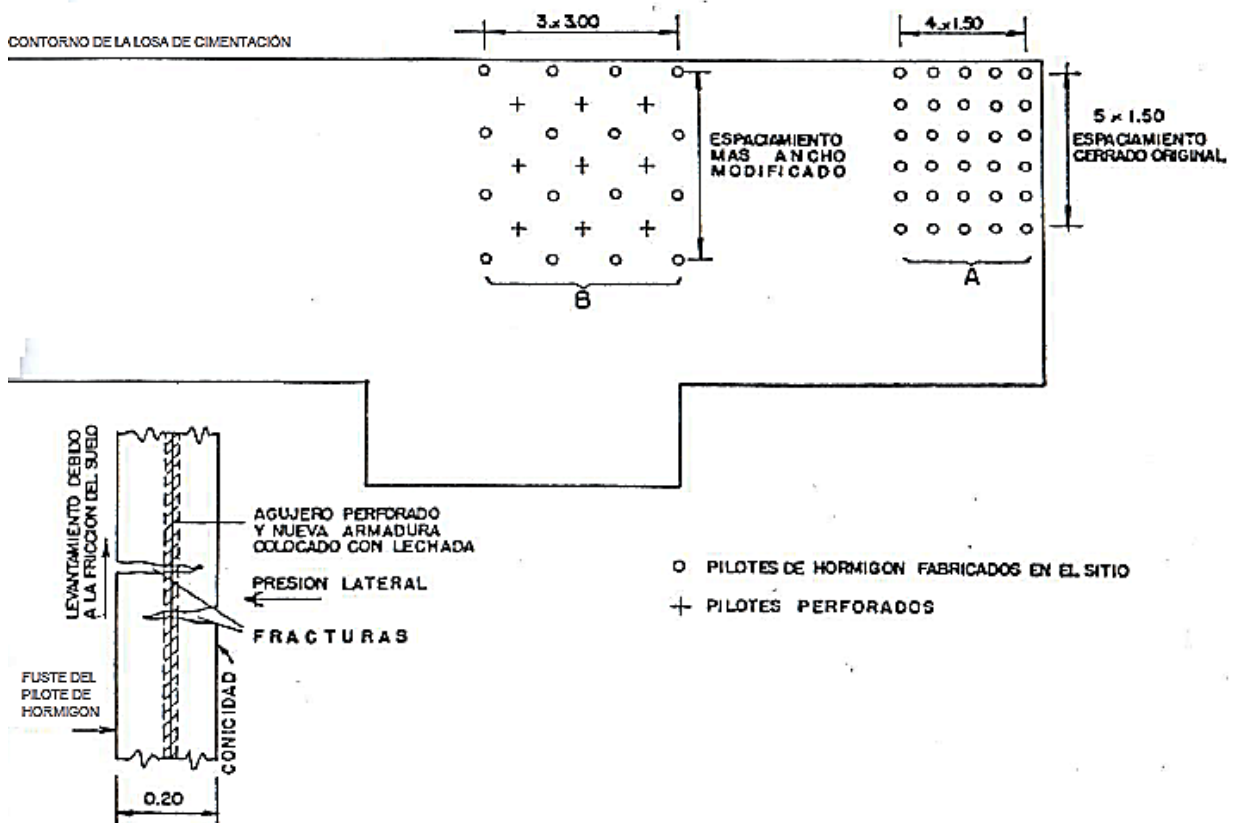 CONTORNO DE LA LOSA DE CIMENTACIÓN
3 x 3.00
4 x 1.50
ESPACIAMIENTO
MAS ANCHO
MODIFICADO
5 x 1.50
ESPACIAMIENTO
CERRADO ORIGINAL
B
A
LEVANTAMIENTO DEBIDO
A LA FRICCION DEL SUELO
AGUJERO PERFORADO
Y NUEVA ARMADURA
COLOCADO CON LECHADA
PRESION LATERAL
FRACTURAS
O PILOTES DE HORMIGON FABRICADOS EN EL SITIO
+ PILOTES PERFORADOS
FUSTE DEL
PILOTE DE
HORMIGON
CONICIDAD
0.20